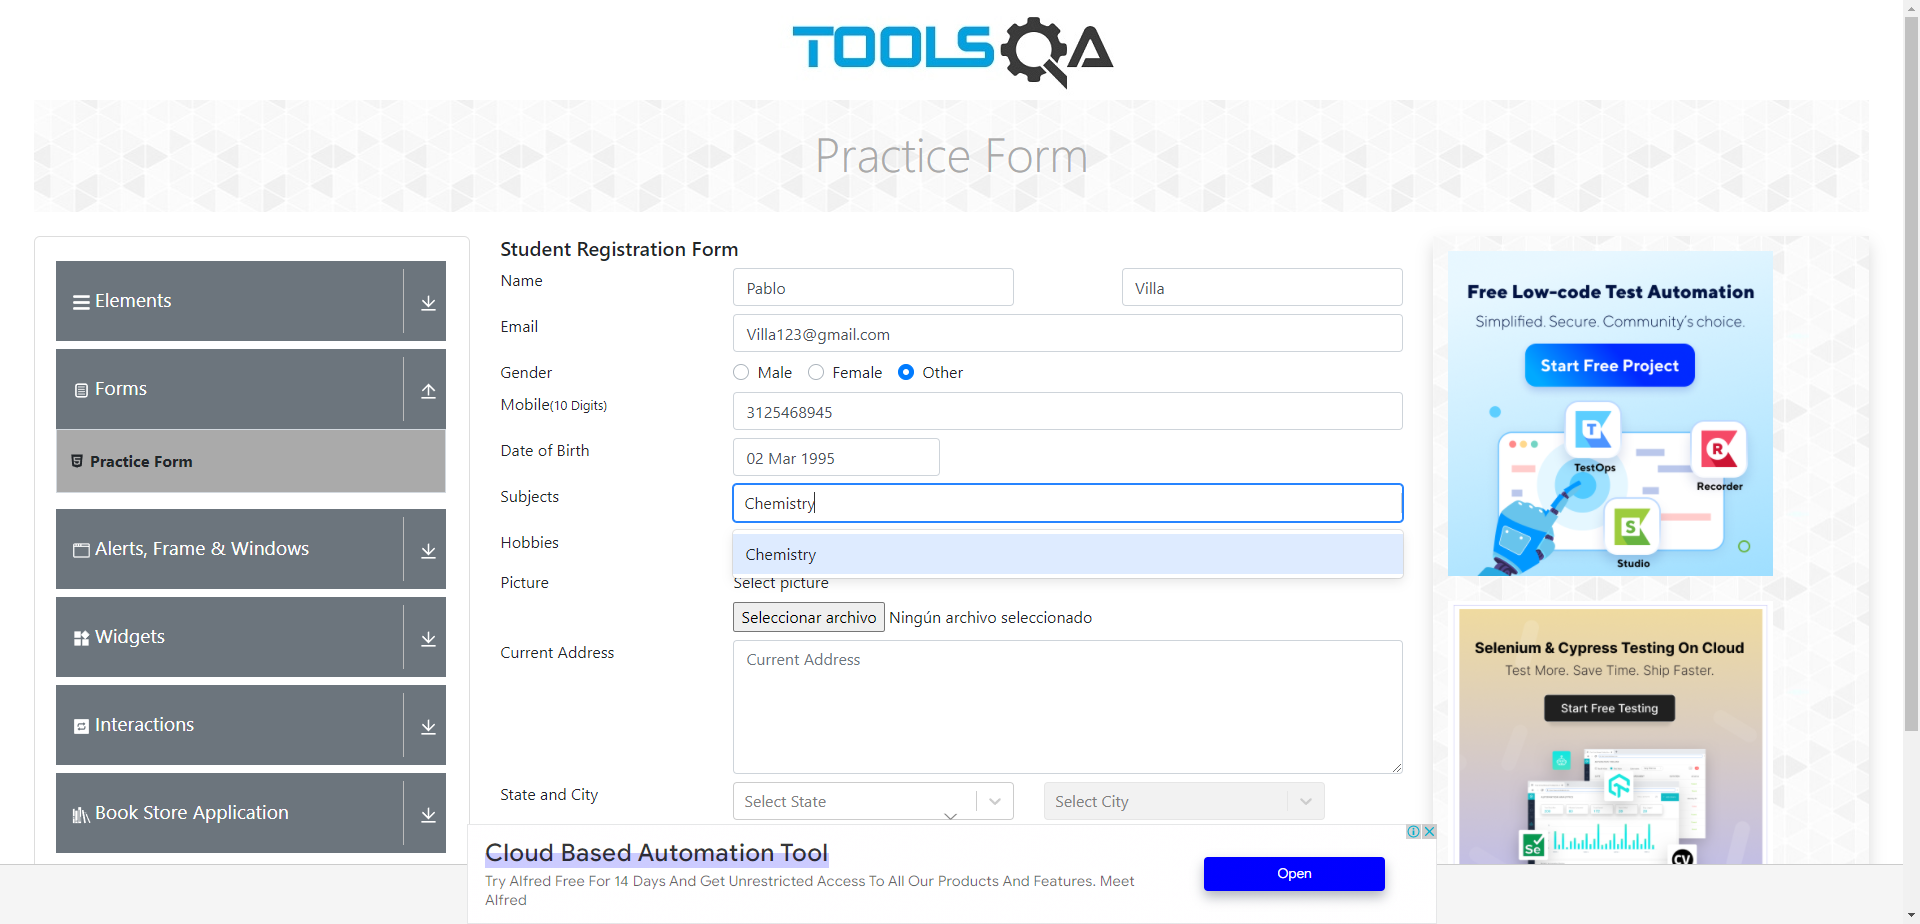 TOOLSQA
Practice Form
Elements
Forms
Practice Form
Alerts, Frame & Windows
Widgets
Interactions
Book Store Application
Student Registration Form
Name
Pablo
Villa
Email
Villa123@gmail.com
Gender
Male
Female
Other
Mobile(10 Digits)
3125468945
Date of Birth
02 Mar 1995
Subjects
Chemistry
Hobbies
Chemistry
Picture
Select picture
Seleccionar archivo
Ningún archivo seleccionado
Current Address
Current Address
State and City
Select State
Select City
Cloud Based Automation Tool
Try Alfred Free For 14 Days And Get Unrestricted Access To All Our Products And Features. Meet
Alfred
Open
Free Low-code Test Automation
Simplified. Secure. Community's choice.
Start Free Project
T
TestOps
R
Recorder
S
Studio
Selenium & Cypress Testing On Cloud
Test More. Save Time. Ship Faster.
Start Free Testing
Se
CV